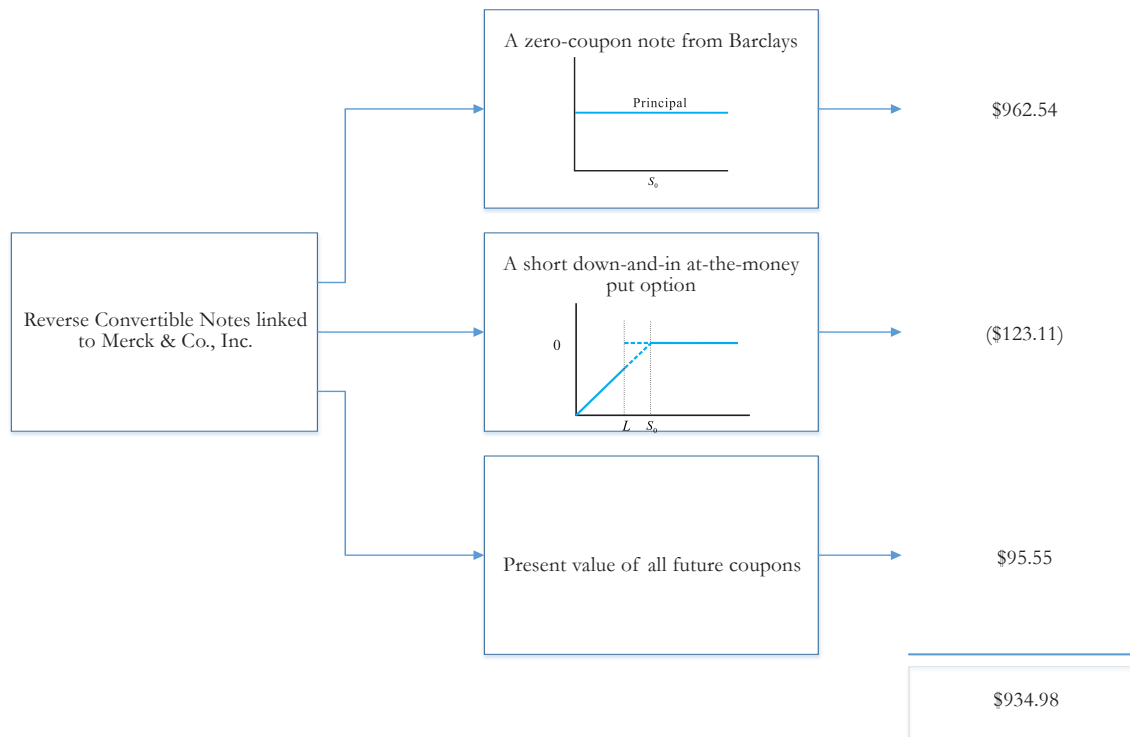 A zero-coupon note from Barclays
Principal
S₀
$962.54
Reverse Convertible Notes linked
to Merck & Co., Inc.
A short down-and-in at-the-money
put option
0
L S₀
($123.11)
Present value of all future coupons
$95.55
$934.98